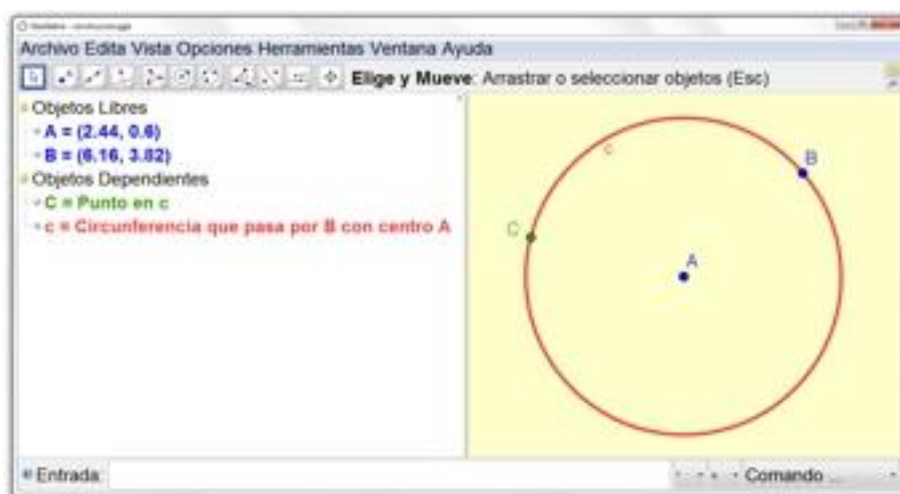 Archivo Edita Vista Opciones Herramientas Ventana Ayuda
Elige y Mueve: Arrastrar o seleccionar objetos (Esc)
Objetos Libres
A = (2.44, 0.6)
B = (6.16, 3.82)
Objetos Dependientes
C = Punto en c
c = Circunferencia que pasa por B con centro A
c
B
C
A
Entrada:
Comando ...